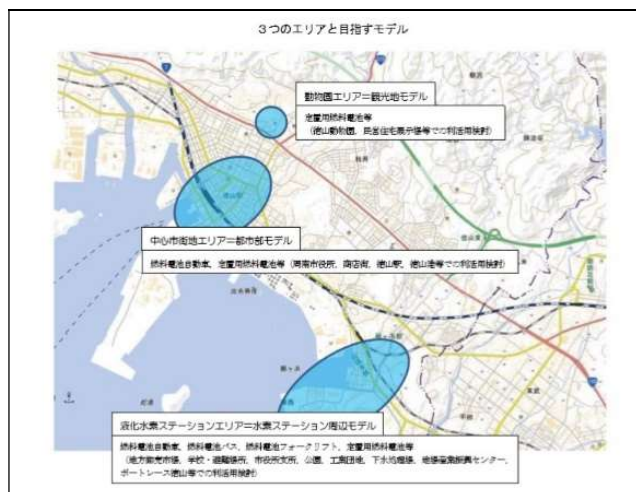 3つのエリアと目指すモデル
動物園エリア=観光地モデル
定置用燃料電池等
(徳山動物園、民営住宅展示場等での利活用検討)
徳山駅
中心市街地エリア=都市部モデル
燃料電池自動車、定置用燃料電池等(周南市役所、商店街、徳山駅、徳山港等での利活用検討)
液化水素ステーションエリア=水素ステーション周辺モデル
燃料電池自動車、燃料電池バス、燃料電池フォークリフト、定置用燃料電池等
(地方卸売市場、学校・避難場所、市役所支所、公園、工業団地、下水処理場、地場産業振興センター、
ボートレース徳山等での利活用検討)